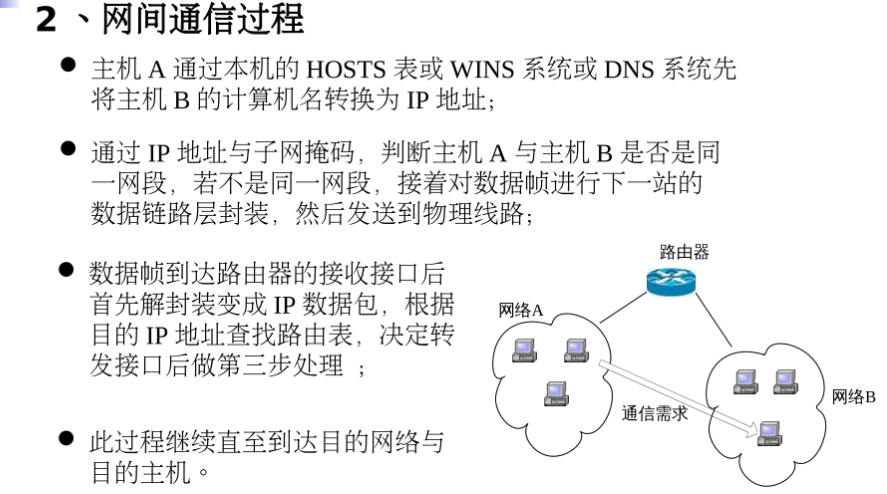 2 、网间通信过程
● 主机 A 通过本机的 HOSTS 表或 WINS 系统或 DNS 系统先
将主机 B 的计算机名转换为 IP 地址；
● 通过 IP 地址与子网掩码，判断主机 A 与主机 B 是否是同
一网段，若不是同一网段，接着对数据帧进行下一站的
数据链路层封装，然后发送到物理线路；
● 数据帧到达路由器的接收接口后
首先解封装变成 IP 数据包，根据
目的 IP 地址查找路由表，决定转
发接口后做第三步处理 ；
● 此过程继续直至到达目的网络与
目的主机。
路由器
网络A
网络B
通信需求